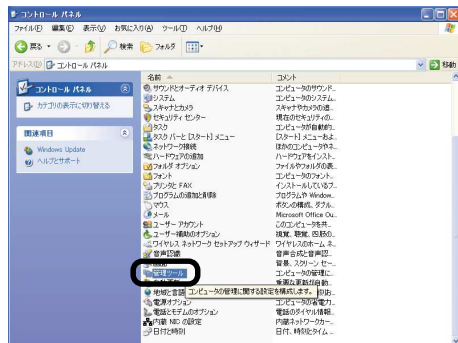 コントロール パネル
ファイル(F) 編集(E) 表示(V) お気に入り(A) ツール(T) ヘルプ(H)
戻る 検索 フォルダ
アドレス(D) コントロール パネル 移動
コントロール パネル
カテゴリの表示に切り替える
関連項目
Windows Update
ヘルプとサポート
名前 コメント
サウンドとオーディオ デバイス コンピュータのサウンド...
システム コンピュータのシステム...
スキャナとカメラ スキャナやカメラの追...
セキュリティ センター 現在のセキュリティの...
タスク コンピュータが自動的...
タスク バーと [スタート] メニュー [スタート] メニューおよ...
ネットワーク接続 ほかのコンピュータやネ...
ハードウェアの追加 ハードウェアをインスト...
フォルダ オプション ファイルやフォルダの表...
フォント コンピュータのフォント...
プリンタと FAX インストールしているプ...
プログラムの追加と削除 プログラムや Window...
マウス ボタンの構成、ダブル...
メール Microsoft Office Ou...
ユーザー アカウント このコンピュータを共...
ユーザー補助のオプション 視覚、聴覚、四肢の...
ワイヤレス ネットワーク セットアップ ウィザード ワイヤレスのホーム ネ...
音声認識 音声合成と音声認...
画面 背景、スクリーン セー...
管理ツール コンピュータの管理に...
重要な更新が自動...
地域と言語 コンピュータの管理に関する設定を構成します。
電源オプション コンピュータの省電力...
電話とモデムのオプション 電話のダイヤル情報...
内蔵 NIC の設定 内蔵ネットワークカー...
日付と時刻 日付、時刻とタイム ...